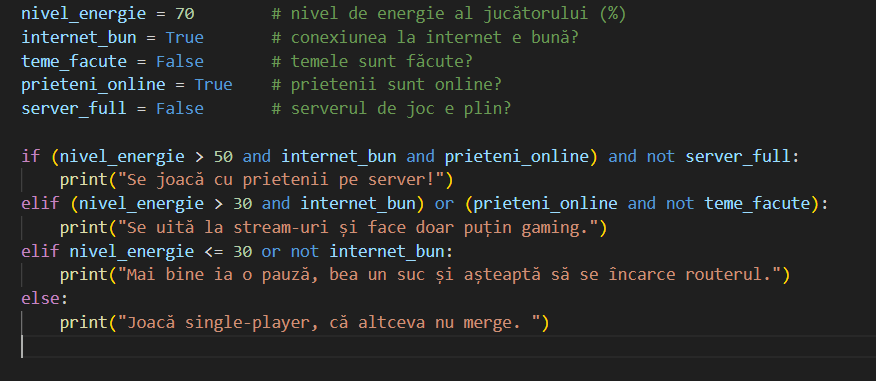 nivel_energie = 70        # nivel de energie al jucătorului (%)
internet_bun = True       # conexiunea la internet e bună?
teme_facute = False       # temele sunt făcute?
prieteni_online = True    # prietenii sunt online?
server_full = False       # serverul de joc e plin?
if (nivel_energie > 50 and internet_bun and prieteni_online) and not server_full:
    print("Se joacă cu prietenii pe server!")
elif (nivel_energie > 30 and internet_bun) or (prieteni_online and not teme_facute):
    print("Se uită la stream-uri și face doar puțin gaming.")
elif nivel_energie <= 30 or not internet_bun:
    print("Mai bine ia o pauză, bea un suc și așteaptă să se încarce routerul.")
else:
    print("Joacă single-player, că altceva nu merge. ")